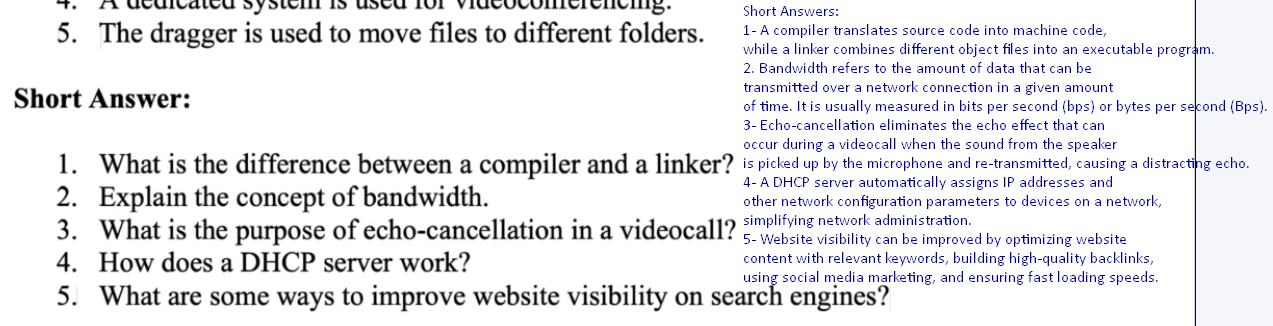 4. A dedicated system is used for videoconferencing.
5. The dragger is used to move files to different folders.
Short Answer:
1. What is the difference between a compiler and a linker?
2. Explain the concept of bandwidth.
3. What is the purpose of echo-cancellation in a videocall?
4. How does a DHCP server work?
5. What are some ways to improve website visibility on search engines?
Short Answers:
1- A compiler translates source code into machine code,
while a linker combines different object files into an executable program.
2. Bandwidth refers to the amount of data that can be
transmitted over a network connection in a given amount
of time. It is usually measured in bits per second (bps) or bytes per second (Bps).
3- Echo-cancellation eliminates the echo effect that can
occur during a videocall when the sound from the speaker
is picked up by the microphone and re-transmitted, causing a distracting echo.
4- A DHCP server automatically assigns IP addresses and
other network configuration parameters to devices on a network,
simplifying network administration.
5- Website visibility can be improved by optimizing website
content with relevant keywords, building high-quality backlinks,
using social media marketing, and ensuring fast loading speeds.